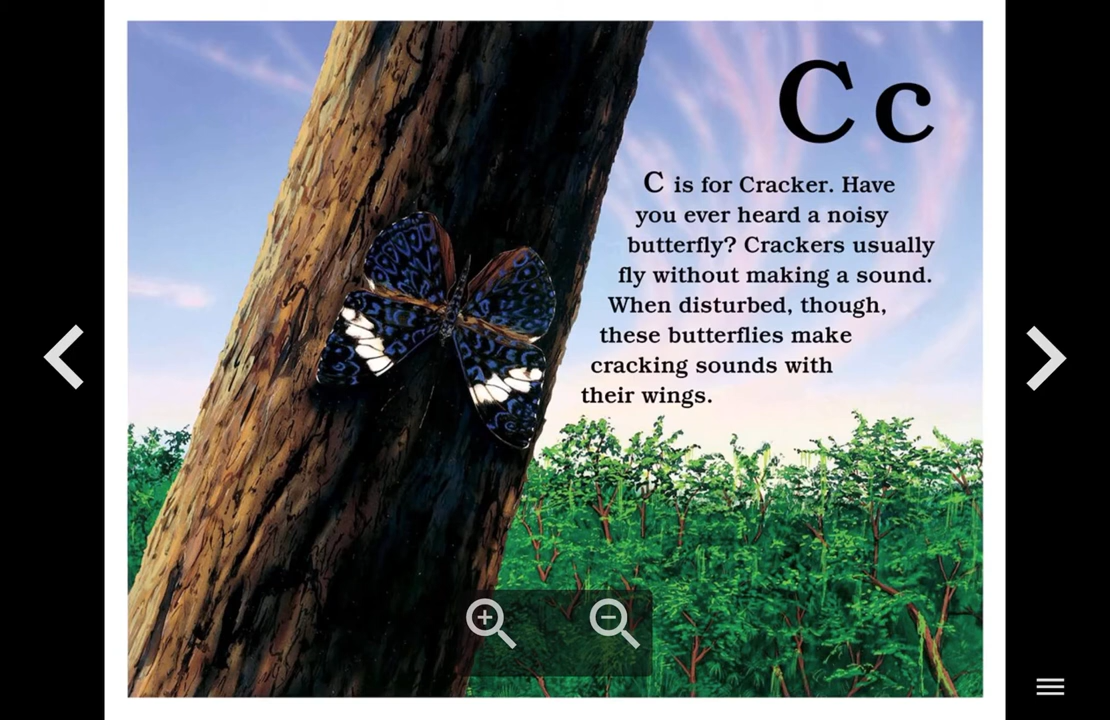 C c
C is for Cracker. Have
you ever heard a noisy
butterfly? Crackers usually
fly without making a sound.
When disturbed, though,
these butterflies make
cracking sounds with
their wings.